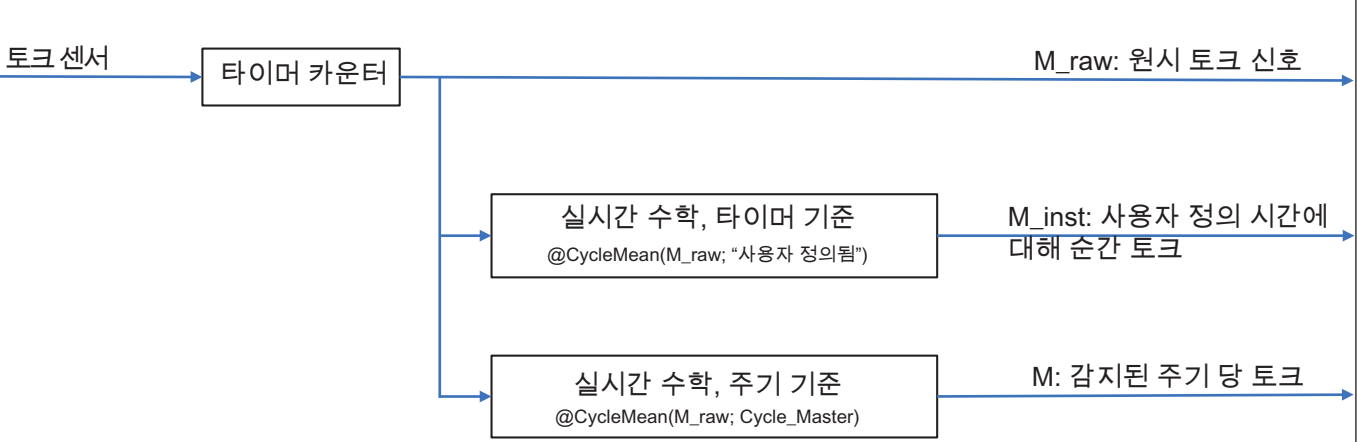 토크 센서
타이머 카운터
M_raw: 원시 토크 신호
실시간 수학, 타이머 기준
@CycleMean(M_raw; “사용자 정의됨”)
M_inst: 사용자 정의 시간에
대해 순간 토크
실시간 수학, 주기 기준
@CycleMean(M_raw; Cycle_Master)
M: 감지된 주기 당 토크